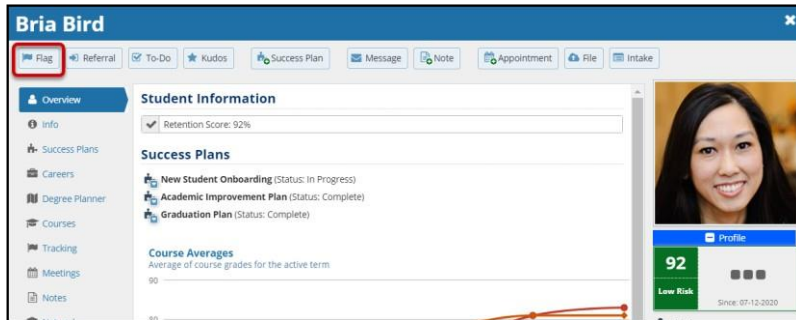 Bria Bird
Flag Referral To-Do Kudos Success Plan Message Note Appointment File Intake
Overview
Info
Success Plans
Careers
Degree Planner
Courses
Tracking
Meetings
Notes
Student Information
Retention Score: 92%
Success Plans
New Student Onboarding (Status: In Progress)
Academic Improvement Plan (Status: Complete)
Graduation Plan (Status: Complete)
Course Averages
Average of course grades for the active term
90
Profile
92
Low Risk
Since: 07-12-2020